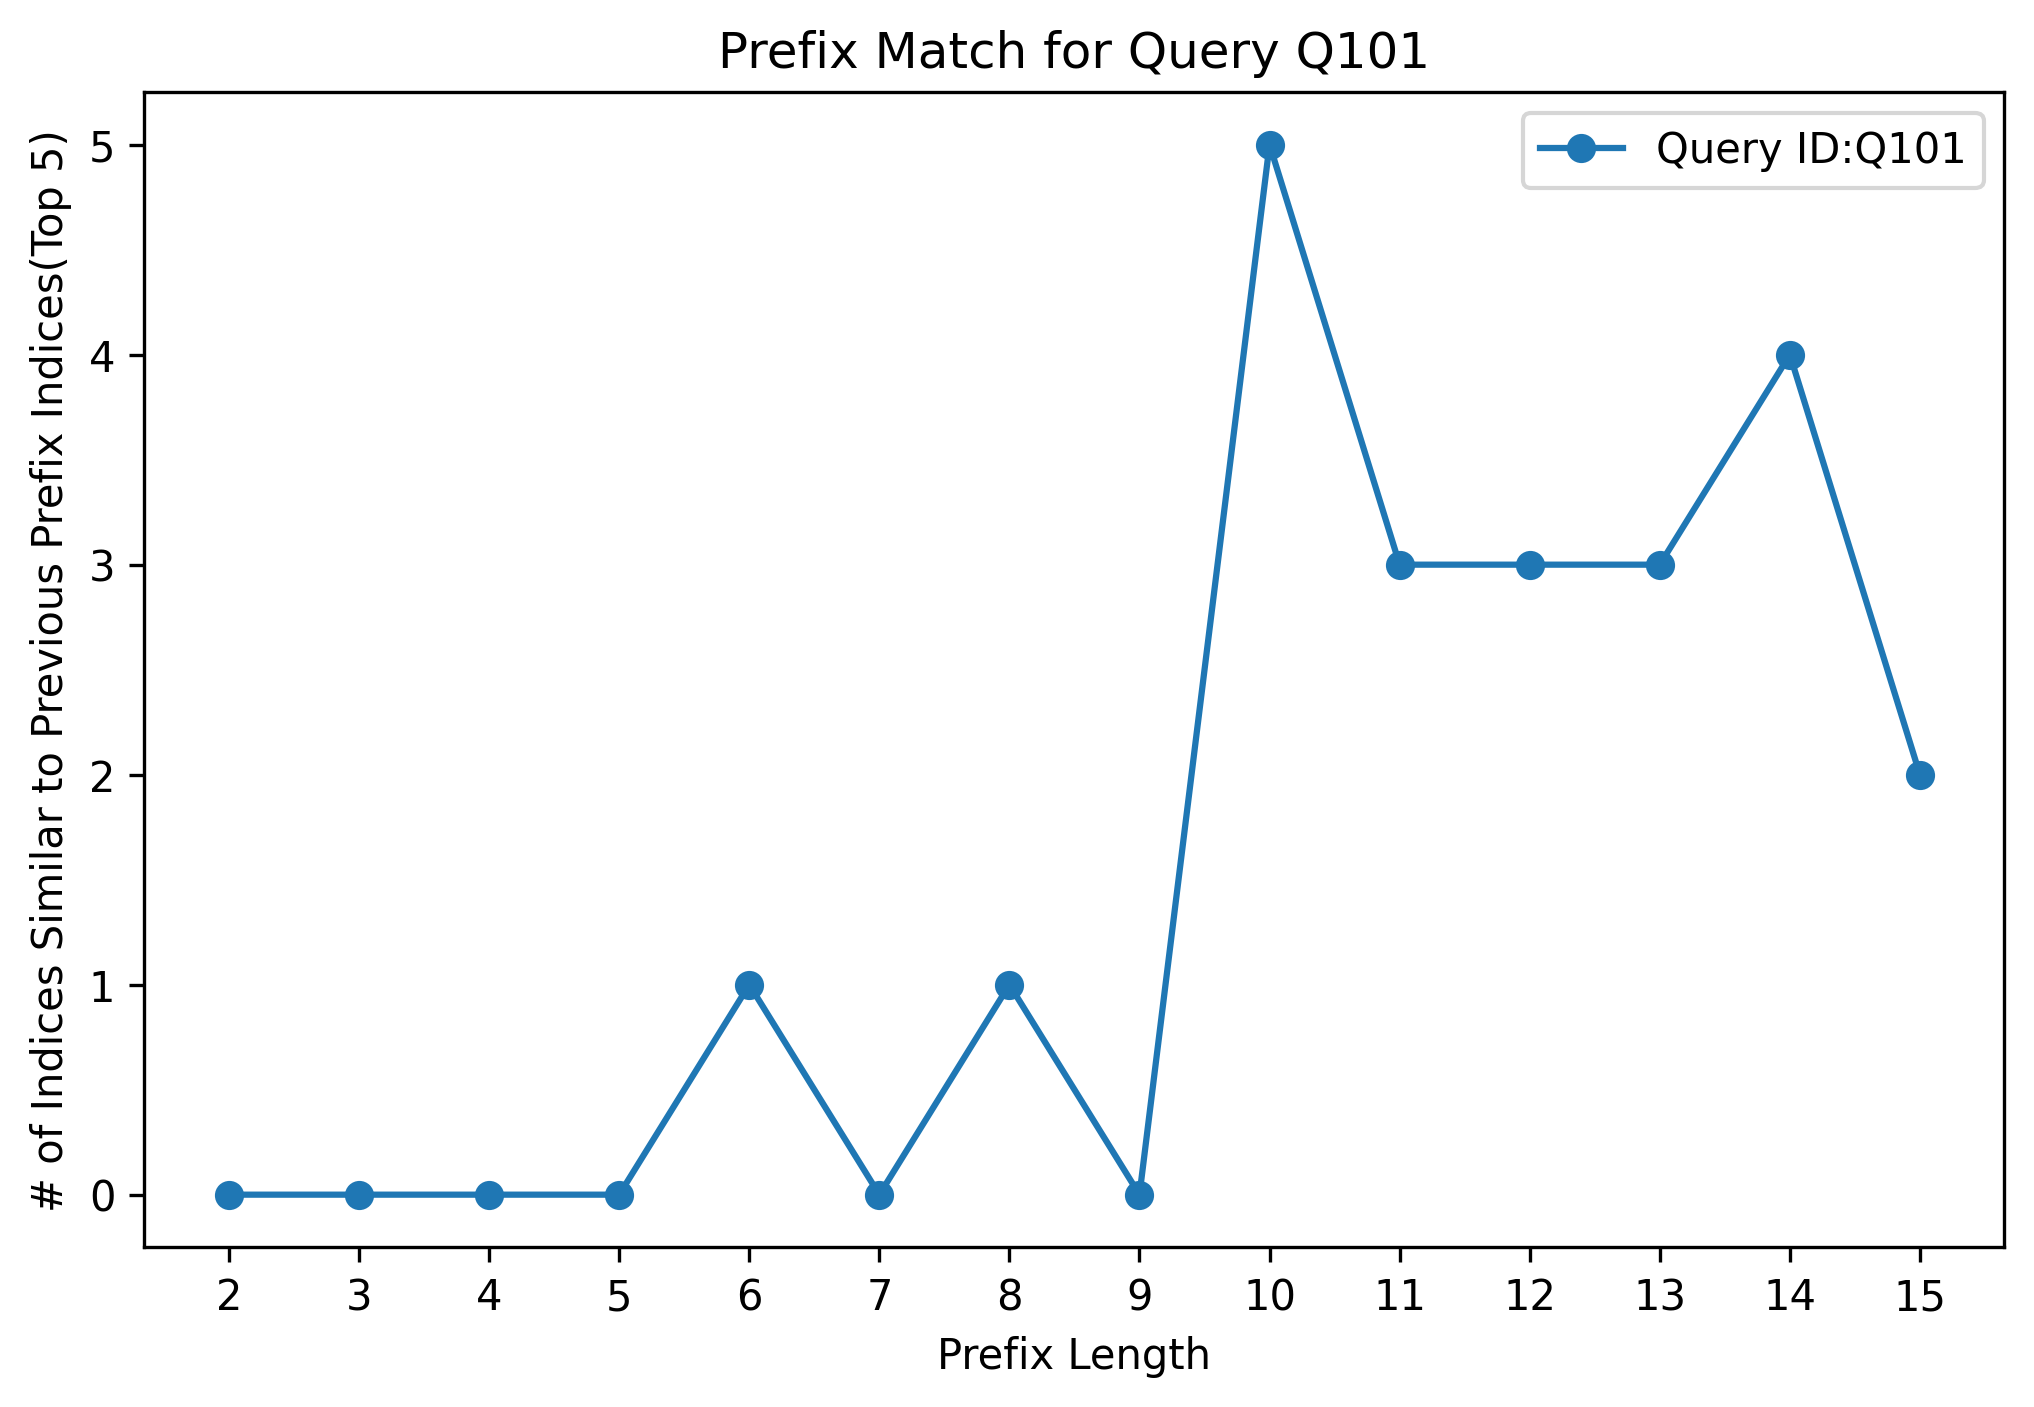 Prefix Match for Query Q101
Query ID:Q101
# of Indices Similar to Previous Prefix Indices(Top 5)
5
4
3
2
1
0
2 3 4 5 6 7 8 9 10 11 12 13 14 15
Prefix Length